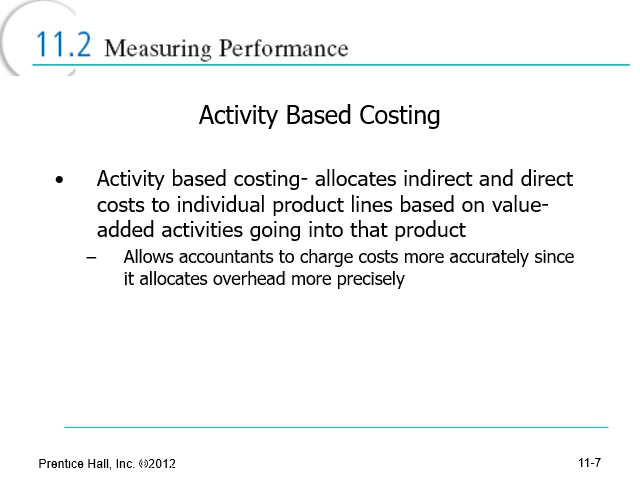 11.2 Measuring Performance
Activity Based Costing
• Activity based costing- allocates indirect and direct
costs to individual product lines based on value-
added activities going into that product
– Allows accountants to charge costs more accurately since
it allocates overhead more precisely
Prentice Hall, Inc. ©2012
11-7